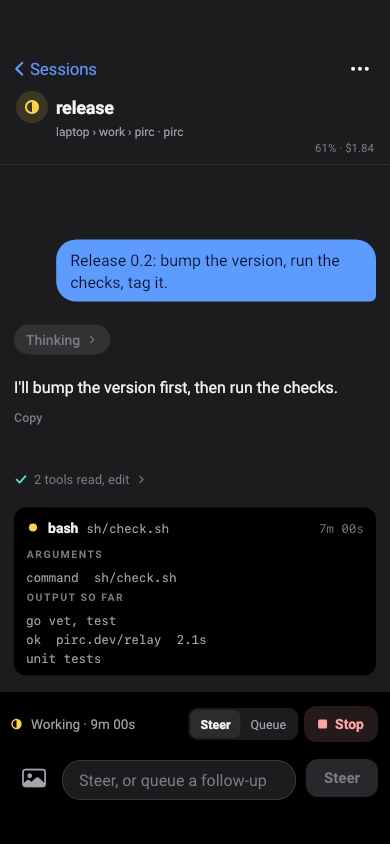 Sessions
release
laptop › work › pirc · pirc
61% · $1.84
Release 0.2: bump the version, run the
checks, tag it.
Thinking
I'll bump the version first, then run the checks.
Copy
2 tools read, edit
bash sh/check.sh 7m 00s
ARGUMENTS
command sh/check.sh
OUTPUT SO FAR
go vet, test
ok pirc.dev/relay 2.1s
unit tests
Working · 9m 00s
Steer Queue
Stop
Steer, or queue a follow-up
Steer